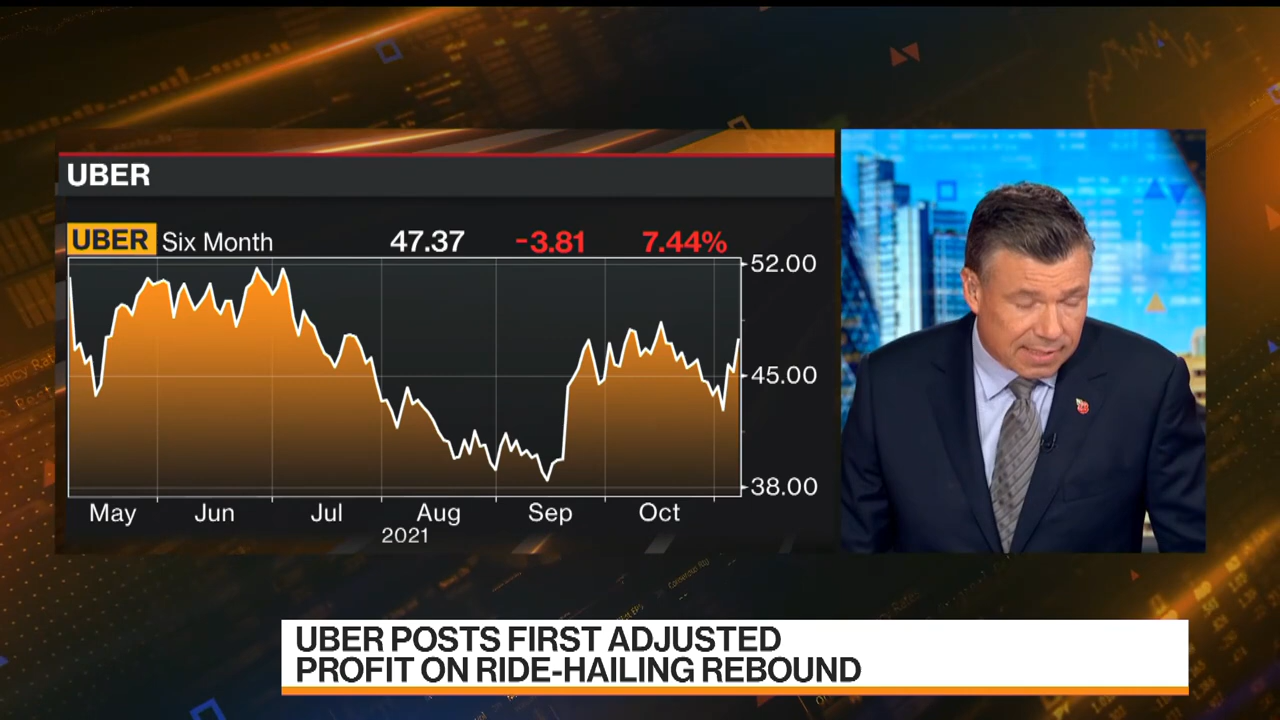 UBER
UBER Six Month 47.37 -3.81 7.44%
52.00
45.00
38.00
May Jun Jul Aug Sep Oct
2021
UBER POSTS FIRST ADJUSTED
PROFIT ON RIDE-HAILING REBOUND